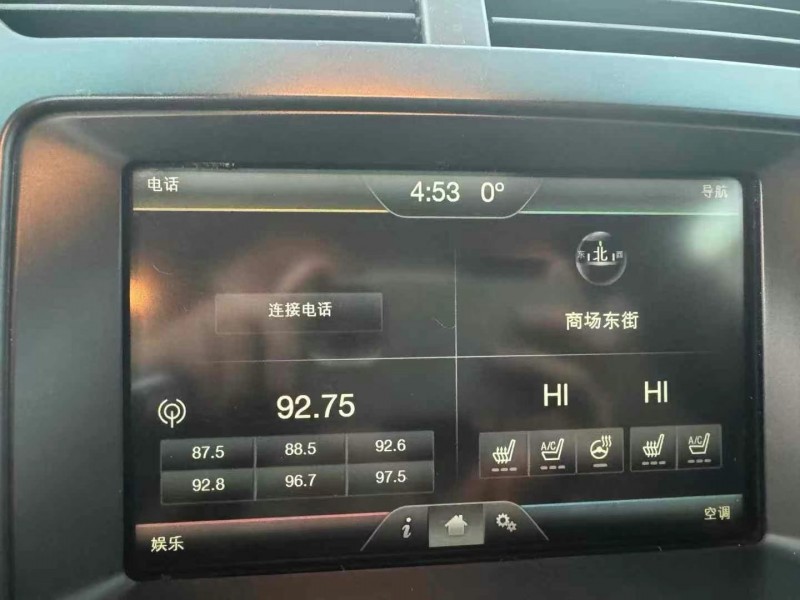 电话
4:53 0°
导航
东 北 西
连接电话
商场东街
92.75
HI HI
87.5 88.5 92.6
92.8 96.7 97.5
A/C A/C
i
娱乐
空调